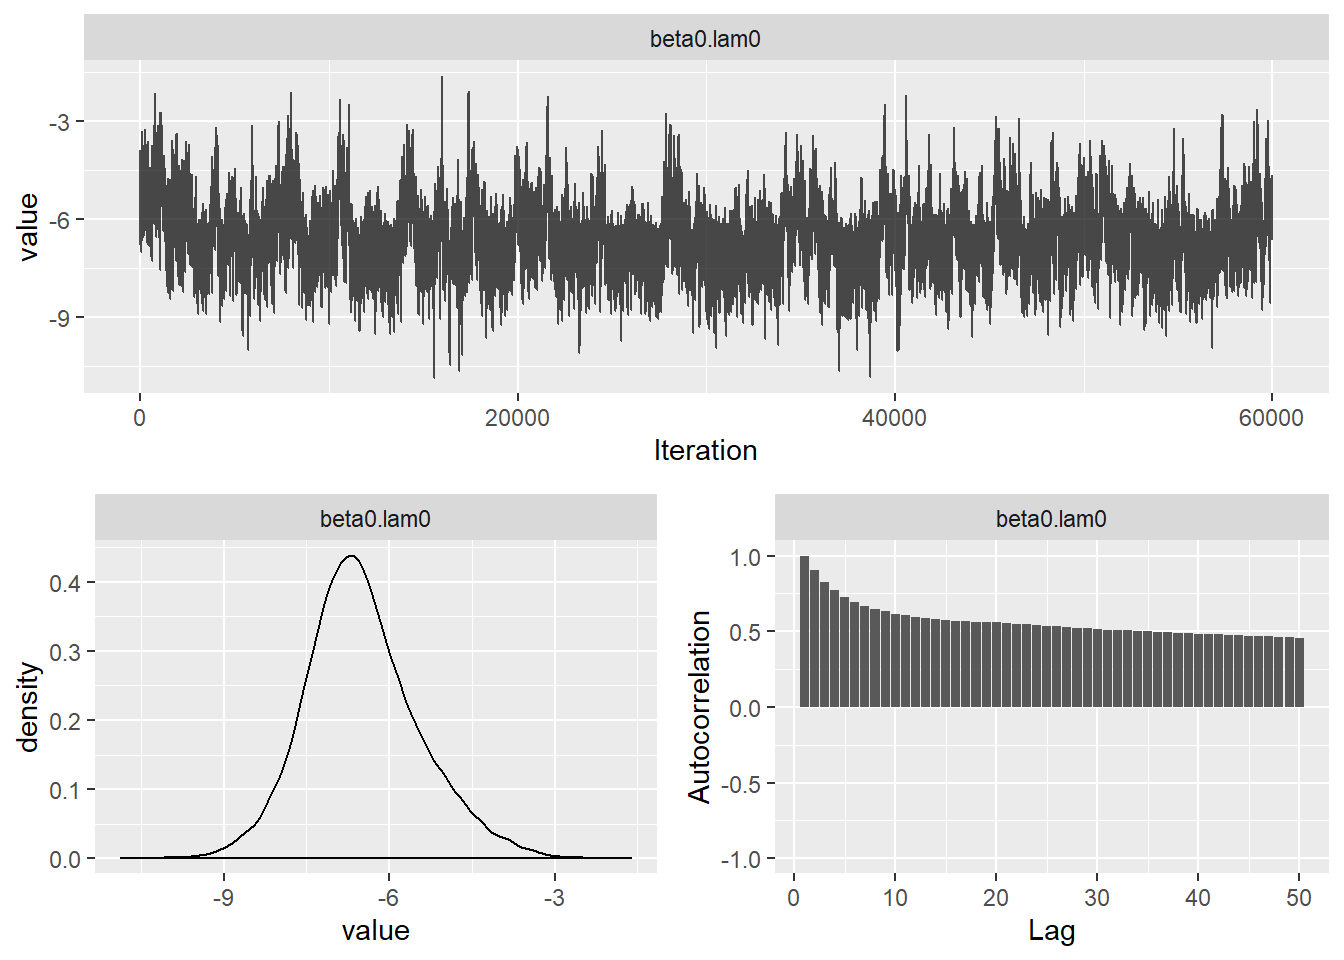 beta0.lam0
value
-3
-6
-9
0 20000 40000 60000
Iteration
beta0.lam0
density
0.4
0.3
0.2
0.1
0.0
-9 -6 -3
value
beta0.lam0
Autocorrelation
1.0
0.5
0.0
-0.5
-1.0
0 10 20 30 40 50
Lag